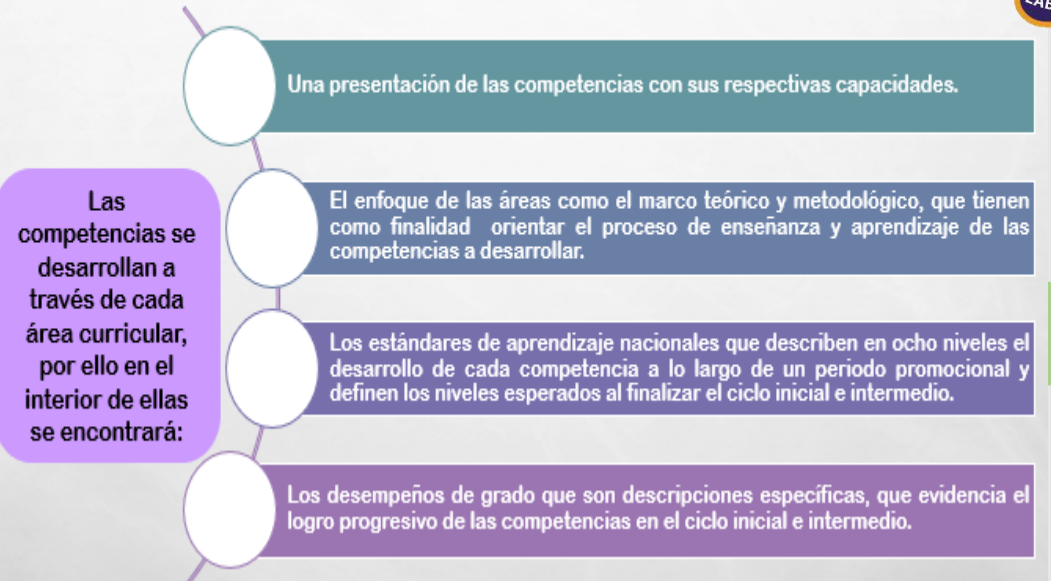 Una presentación de las competencias con sus respectivas capacidades.
Las
competencias se
desarrollan a
través de cada
área curricular,
por ello en el
interior de ellas
se encontrará:
El enfoque de las áreas como el marco teórico y metodológico, que tienen
como finalidad orientar el proceso de enseñanza y aprendizaje de las
competencias a desarrollar.
Los estándares de aprendizaje nacionales que describen en ocho niveles el
desarrollo de cada competencia a lo largo de un periodo promocional y
definen los niveles esperados al finalizar el ciclo inicial e intermedio.
Los desempeños de grado que son descripciones específicas, que evidencia el
logro progresivo de las competencias en el ciclo inicial e intermedio.